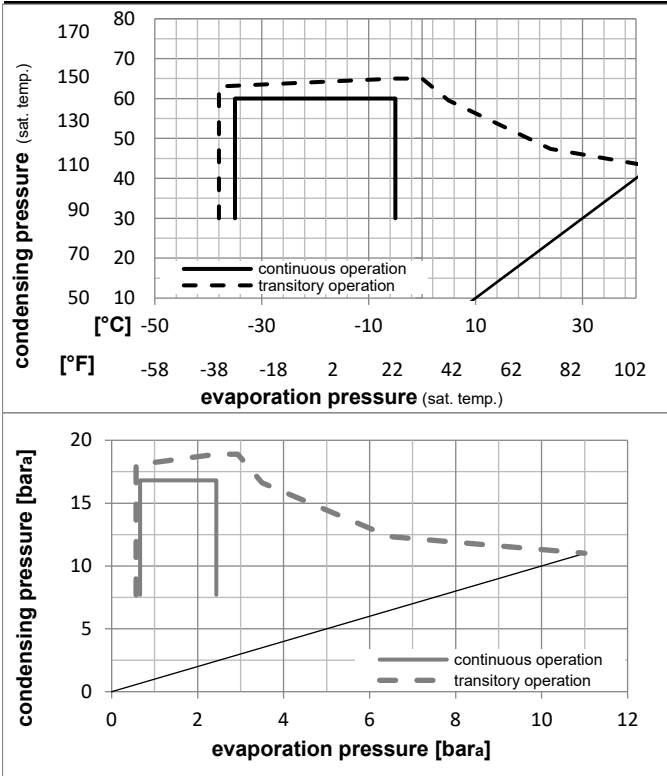 condensing pressure (sat. temp.)
170 80
150 70
130 60
110 50
90 40
70 30
50 20
10
continuous operation
transitory operation
[°C] -50 -30 -10 10 30
[°F] -58 -38 -18 2 22 42 62 82 102
evaporation pressure (sat. temp.)
condensing pressure [bara]
20
15
10
5
0
continuous operation
transitory operation
0 2 4 6 8 10 12
evaporation pressure [bara]